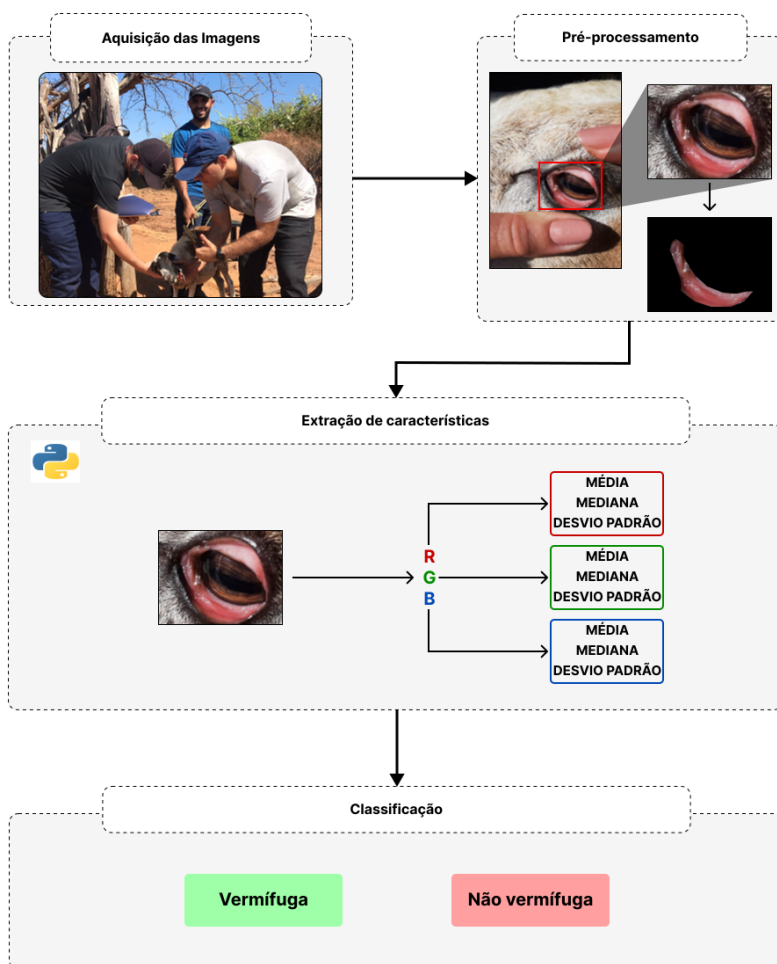 Aquisição das Imagens
Pré-processamento
Extração de características
R
G
B
MÉDIA
MEDIANA
DESVIO PADRÃO
MÉDIA
MEDIANA
DESVIO PADRÃO
MÉDIA
MEDIANA
DESVIO PADRÃO
Classificação
Vermífuga
Não vermífuga